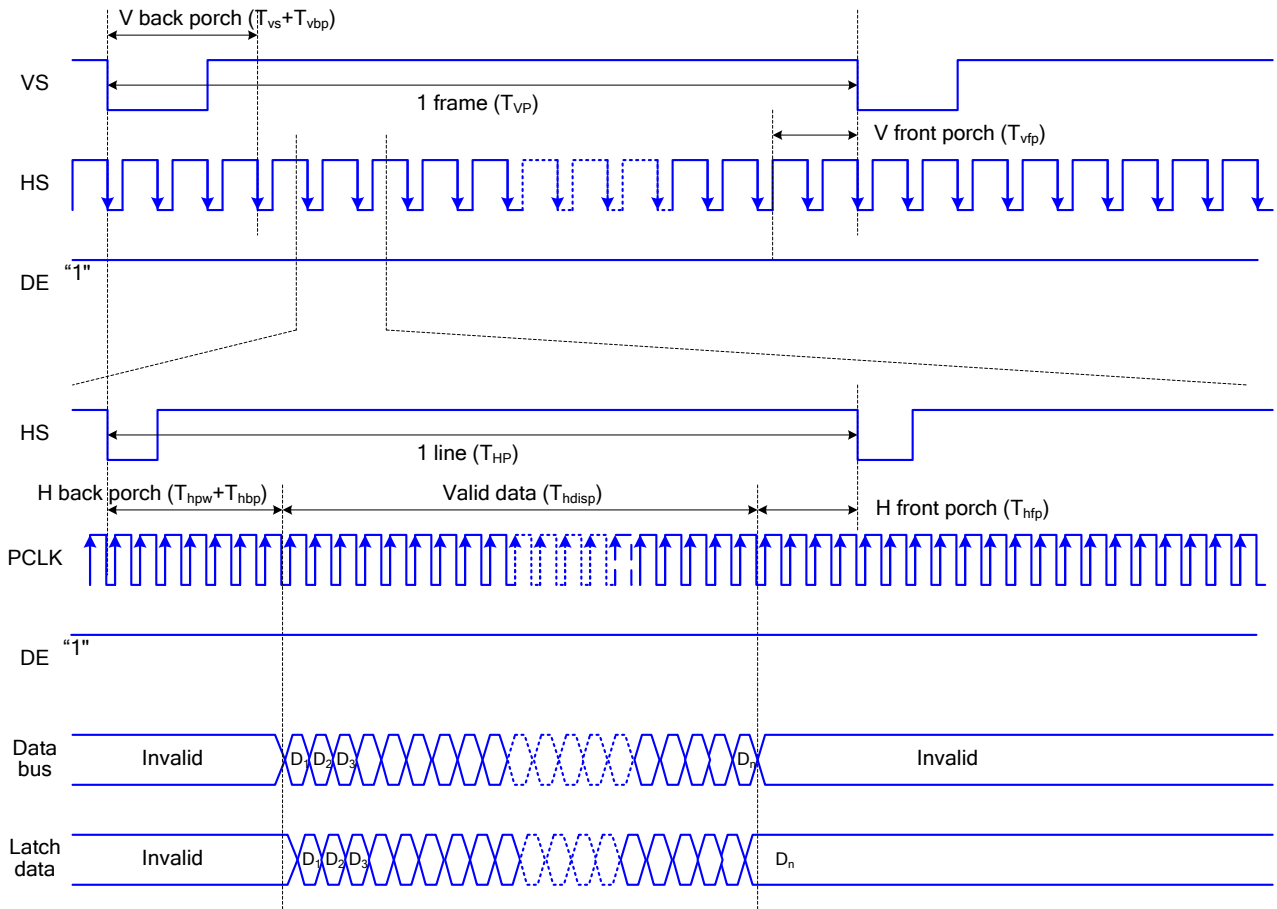 V back porch (Tvs+Tvbp)
VS
1 frame (TVP)
V front porch (Tvfp)
HS
DE “1"
HS
1 line (THP)
H back porch (Thpw+Thbp)
Valid data (Thdisp)
H front porch (Thfp)
PCLK
DE “1"
Data
bus
Invalid
D1 D2 D3
Dn
Invalid
Latch
data
Invalid
D1 D2 D3
Dn